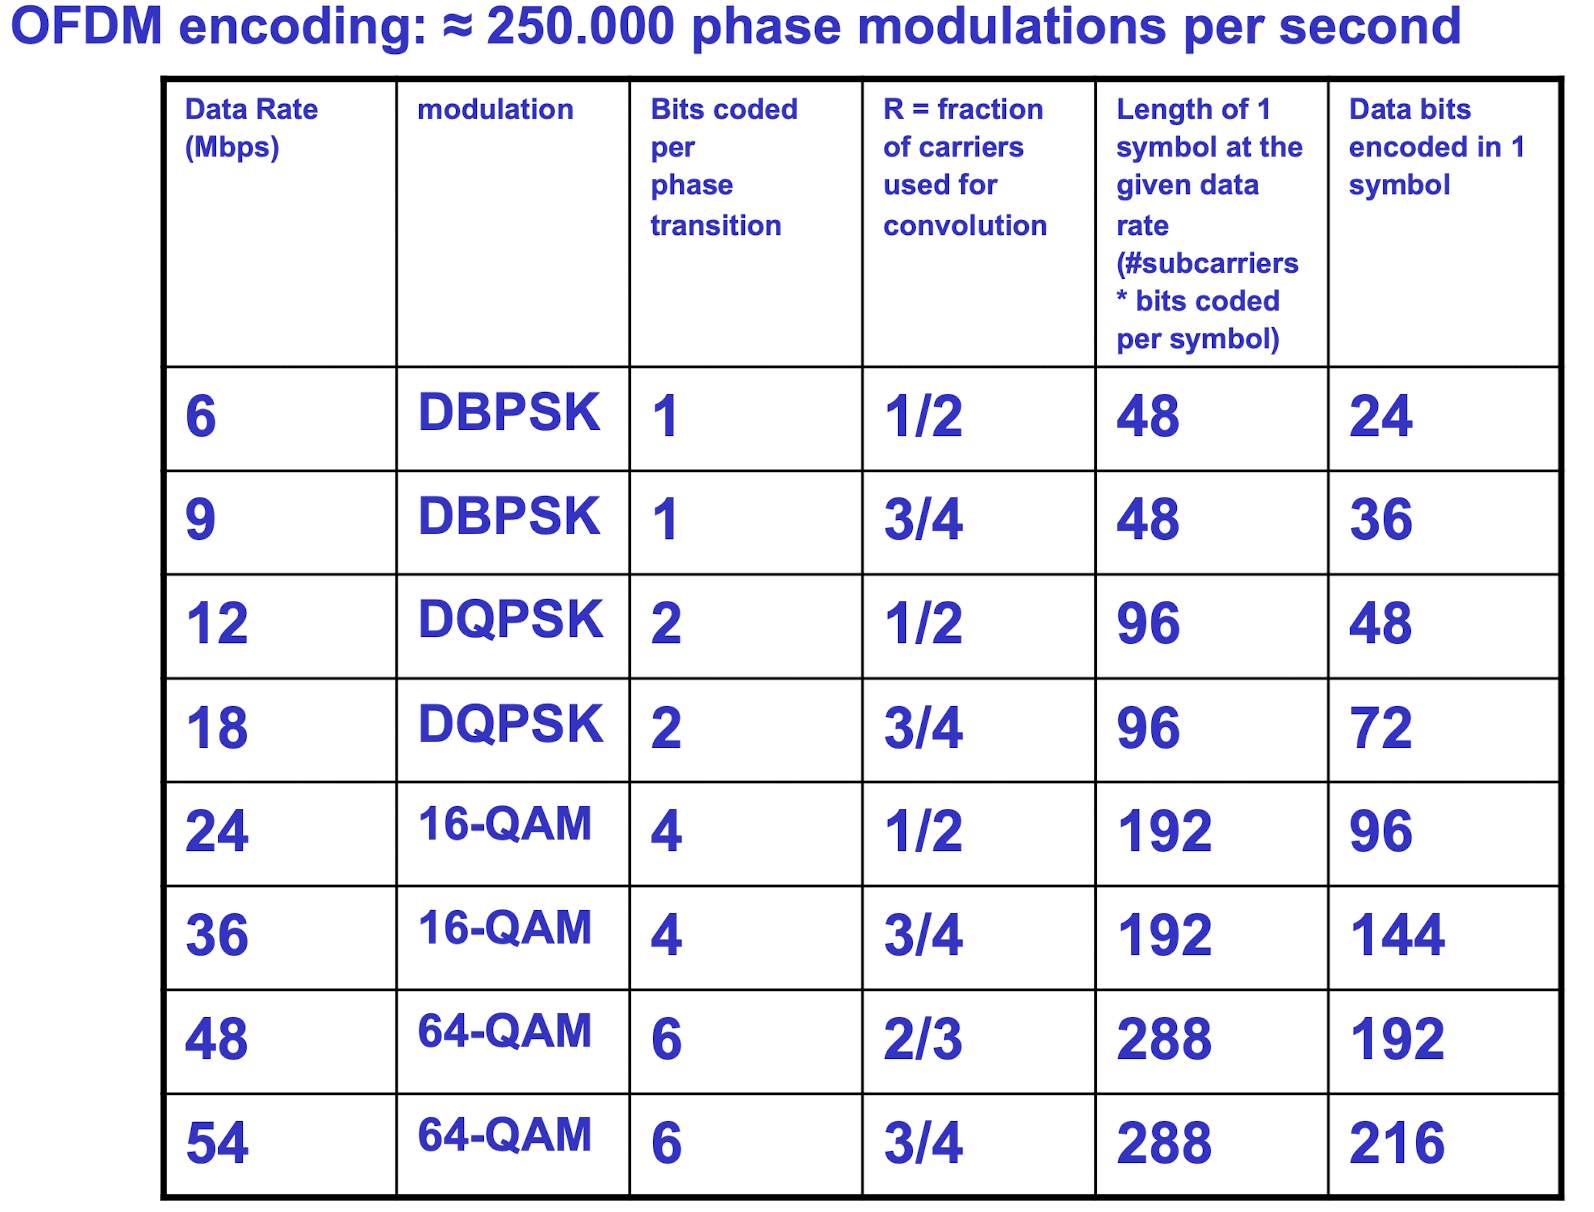 OFDM encoding: ≈ 250.000 phase modulations per second
Data Rate
(Mbps)
modulation
Bits coded
per
phase
transition
R = fraction
of carriers
used for
convolution
Length of 1
symbol at the
given data
rate
(#subcarriers
* bits coded
per symbol)
Data bits
encoded in 1
symbol
6 DBPSK 1 1/2 48 24
9 DBPSK 1 3/4 48 36
12 DQPSK 2 1/2 96 48
18 DQPSK 2 3/4 96 72
24 16-QAM 4 1/2 192 96
36 16-QAM 4 3/4 192 144
48 64-QAM 6 2/3 288 192
54 64-QAM 6 3/4 288 216